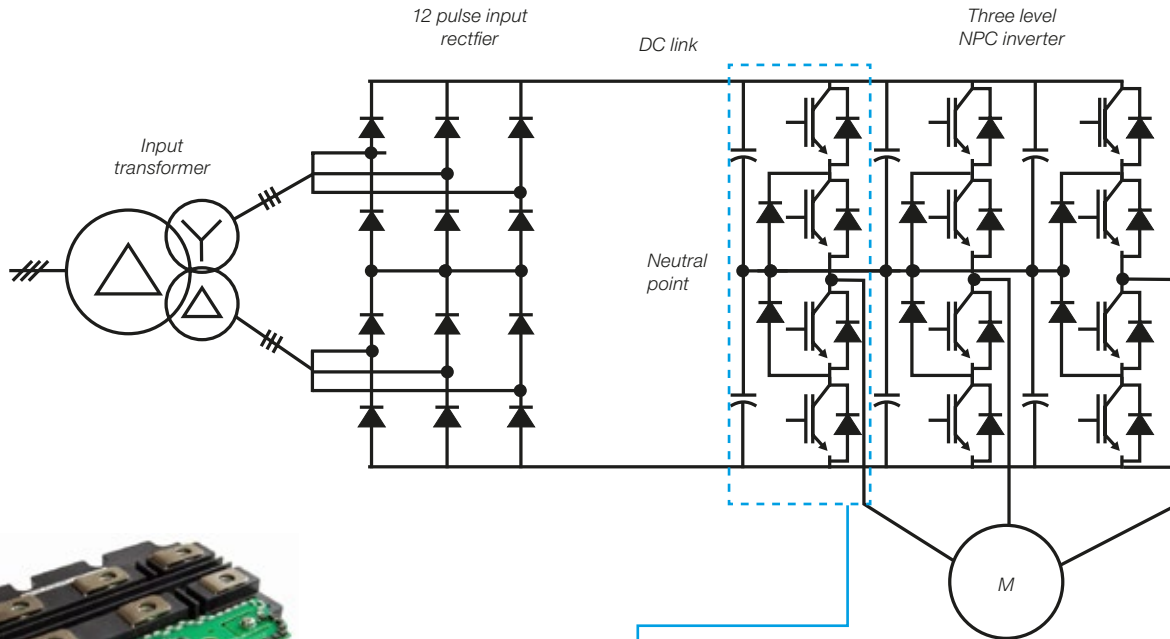 12 pulse input
rectfier
DC link
Three level
NPC inverter
Input
transformer
Neutral
point
M